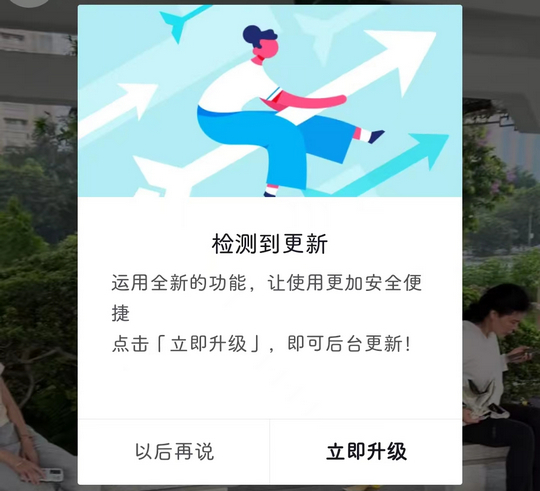 检测到更新
运用全新的功能，让使用更加安全便
捷
点击「立即升级」，即可后台更新！
以后再说
立即升级